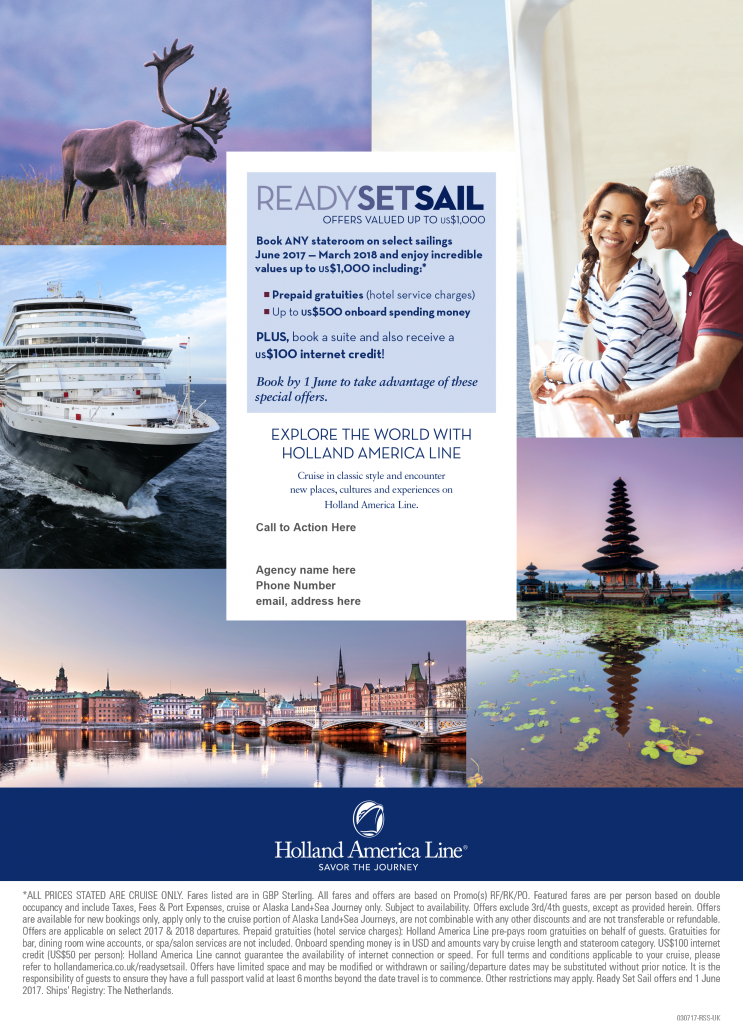 READYSETSAIL
OFFERS VALUED UP TO US$1,000
Book ANY stateroom on select sailings
June 2017 – March 2018 and enjoy incredible
values up to US$1,000 including:*
■ Prepaid gratuities (hotel service charges)
■ Up to US$500 onboard spending money
PLUS, book a suite and also receive a
US$100 internet credit!
Book by 1 June to take advantage of these
special offers.
EXPLORE THE WORLD WITH
HOLLAND AMERICA LINE
Cruise in classic style and encounter
new places, cultures and experiences on
Holland America Line.
Call to Action Here
Agency name here
Phone Number
email, address here
Holland America Line®
SAVOR THE JOURNEY
*ALL PRICES STATED ARE CRUISE ONLY. Fares listed are in GBP Sterling. All fares and offers are based on Promo(s) RF/RK/PO. Featured fares are per person based on double
occupancy and include Taxes, Fees & Port Expenses, cruise or Alaska Land+Sea Journey only. Subject to availability. Offers exclude 3rd/4th guests, except as provided herein. Offers
are available for new bookings only, apply only to the cruise portion of Alaska Land+Sea Journeys, are not combinable with any other discounts and are not transferable or refundable.
Offers are applicable on select 2017 & 2018 departures. Prepaid gratuities (hotel service charges): Holland America Line pre-pays room gratuities on behalf of guests. Gratuities for
bar, dining room wine accounts, or spa/salon services are not included. Onboard spending money is in USD and amounts vary by cruise length and stateroom category. US$100 internet
credit (US$50 per person): Holland America Line cannot guarantee the availability of internet connection or speed. For full terms and conditions applicable to your cruise, please
refer to hollandamerica.co.uk/readysetsail. Offers have limited space and may be modified or withdrawn or sailing/departure dates may be substituted without prior notice. It is the
responsibility of guests to ensure they have a full passport valid at least 6 months beyond the date travel is to commence. Other restrictions may apply. Ready Set Sail offers end 1 June
2017. Ships' Registry: The Netherlands.
030717-RSS-UK